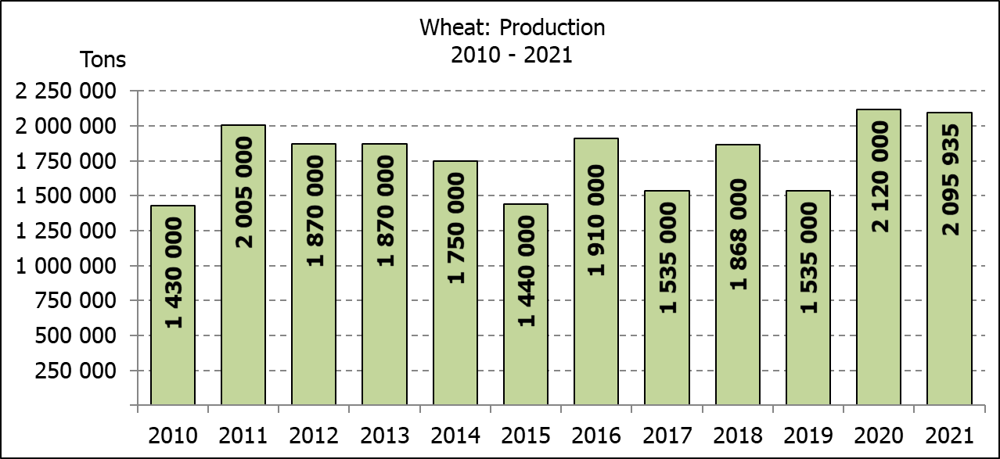 Wheat: Production
2010 - 2021
Tons
2 250 000
2 000 000
1 750 000
1 500 000
1 250 000
1 000 000
750 000
500 000
250 000
1 430 000
2 005 000
1 870 000
1 870 000
1 750 000
1 440 000
1 910 000
1 535 000
1 868 000
1 535 000
2 120 000
2 095 935
2010 2011 2012 2013 2014 2015 2016 2017 2018 2019 2020 2021